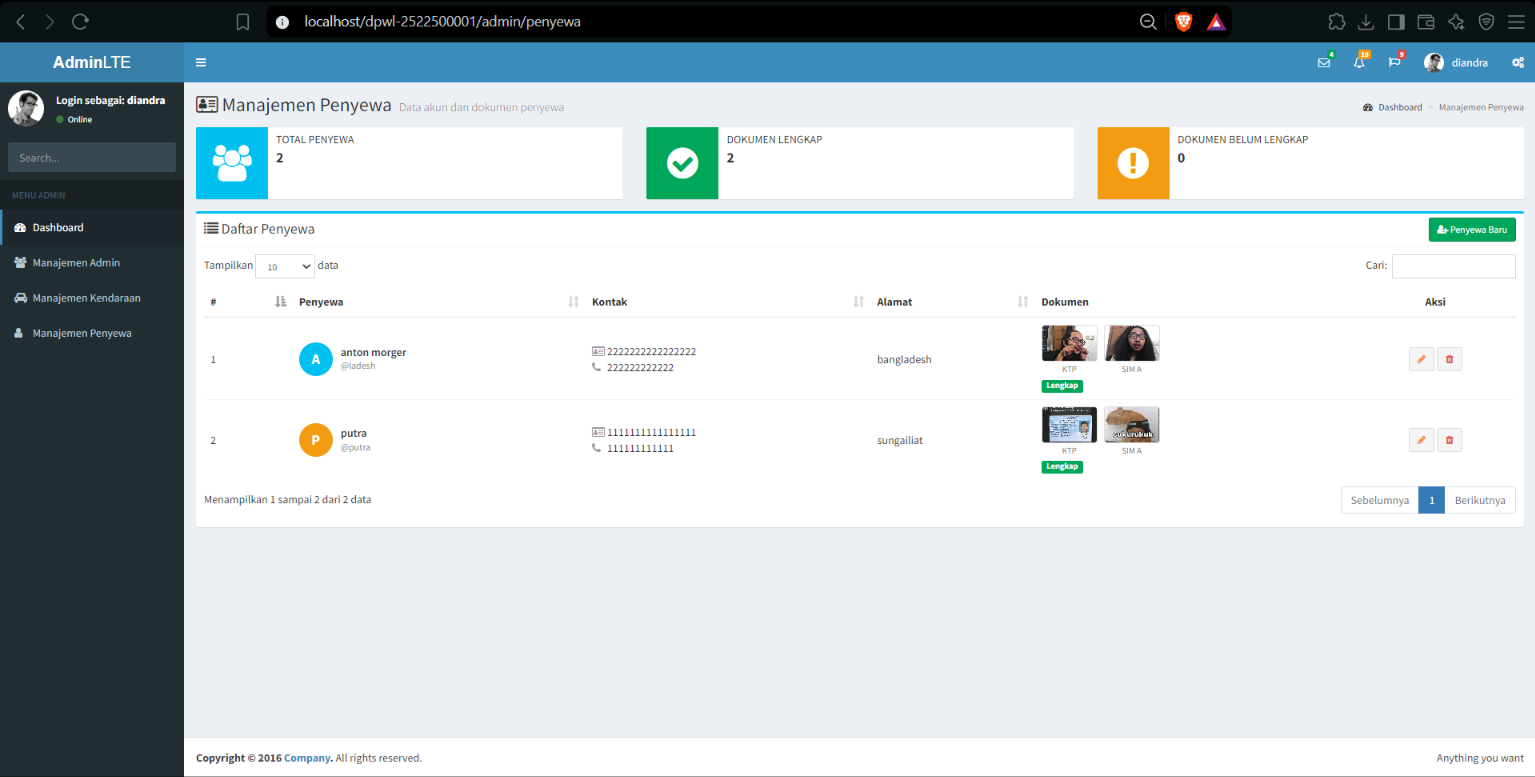 localhost/dpwl-2522500001/admin/penyewa
AdminLTE
4
10
9
diandra
Login sebagai: diandra
Online
Search...
MENU ADMIN
Dashboard
Manajemen Admin
Manajemen Kendaraan
Manajemen Penyewa
Manajemen Penyewa Data akun dan dokumen penyewa
Dashboard > Manajemen Penyewa
TOTAL PENYEWA
2
DOKUMEN LENGKAP
2
DOKUMEN BELUM LENGKAP
0
Daftar Penyewa
Penyewa Baru
Tampilkan 10 data
Cari:
# Penyewa Kontak Alamat Dokumen Aksi
1
A
anton morger
@ladesh
2222222222222222
222222222222
bangladesh
KTP SIM A
Lengkap
2
P
putra
@putra
1111111111111111
111111111111
sungailiat
sukurukuk
KTP SIM A
Lengkap
Menampilkan 1 sampai 2 dari 2 data
Sebelumnya 1 Berikutnya
Copyright © 2016 Company. All rights reserved.
Anything you want